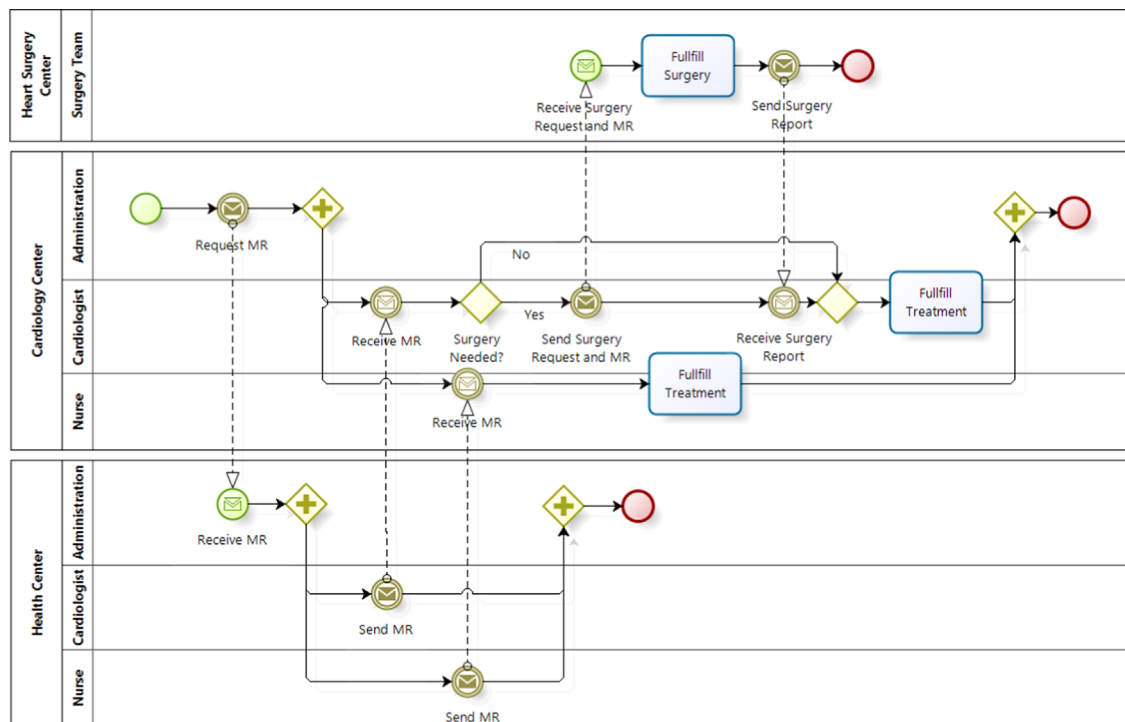 Heart Surgery
Center
Surgery Team
Receive Surgery
Request and MR
Fullfill
Surgery
Send Surgery
Report
Cardiology Center
Administration
Request MR
No
Cardiologist
Receive MR
Surgery
Needed?
Yes
Send Surgery
Request and MR
Receive Surgery
Report
Fullfill
Treatment
Nurse
Receive MR
Fullfill
Treatment
Health Center
Administration
Receive MR
Cardiologist
Send MR
Nurse
Send MR